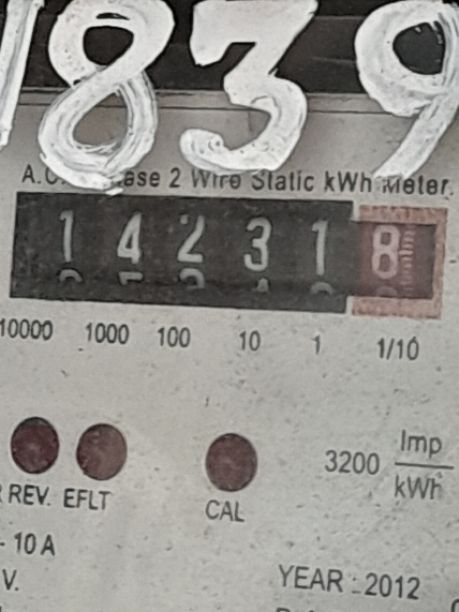 1839
A.C. Phase 2 Wire Static kWh Meter.
1 4 2 3 1 8
10000 1000 100 10 1 1/10
3200 Imp/kWh
REV. EFLT CAL
- 10 A
V.
YEAR : 2012